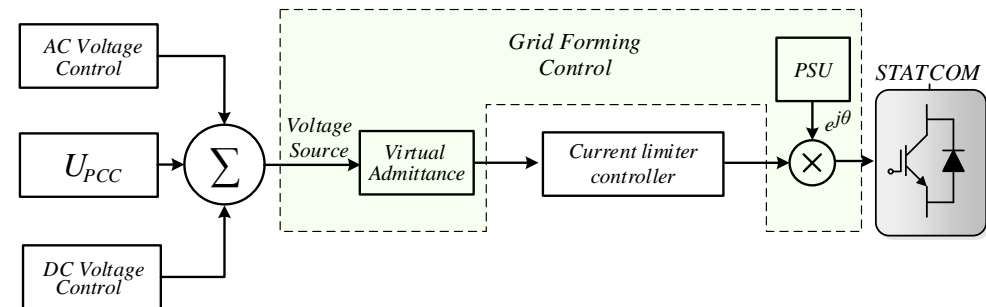 AC Voltage
Control
U_PCC
DC Voltage
Control
Σ
Voltage
Source
Grid Forming
Control
Virtual
Admittance
Current limiter
controller
PSU
e^jθ
STATCOM